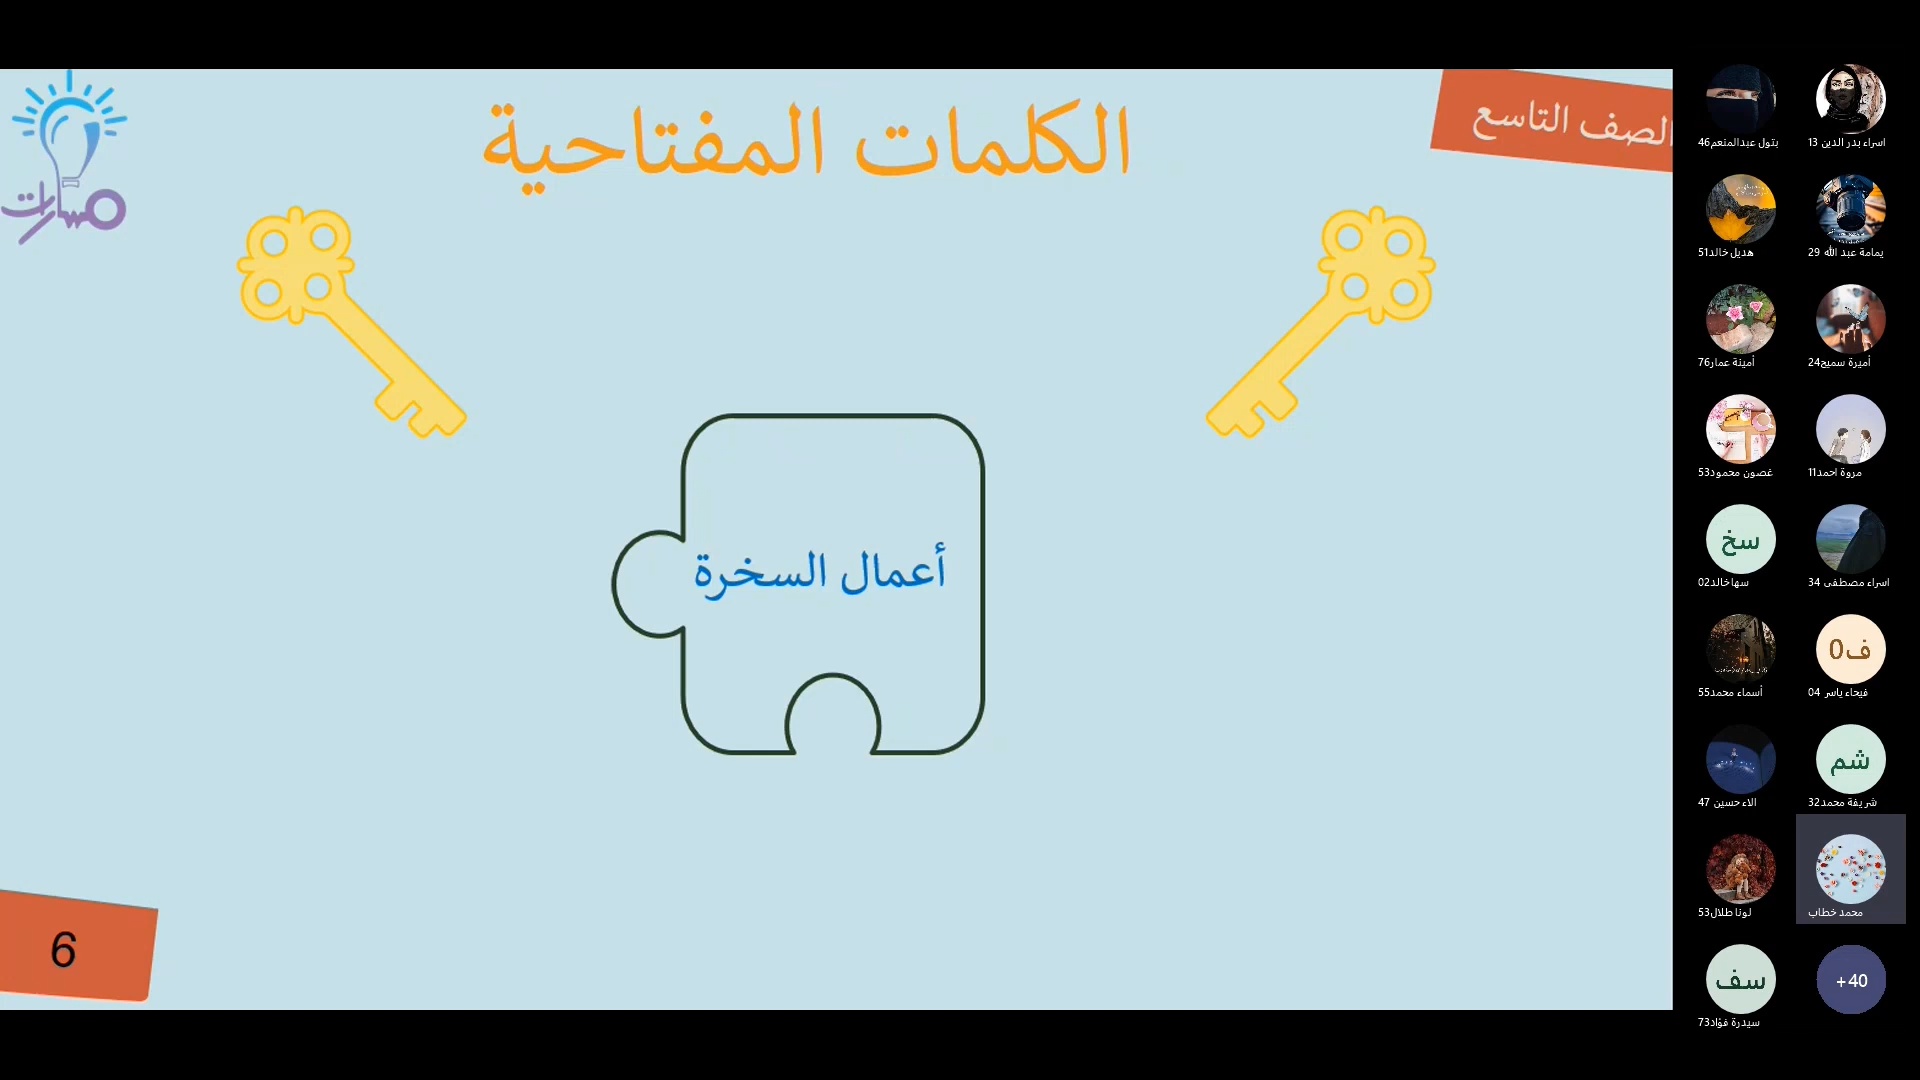 الصف التاسع
الكلمات المفتاحية
مسارات
أعمال السخرة
6
اسراء بدر الدين 13
بتول عبدالمنعم46
يمامة عبد الله 29
هديل خالد51
أميرة سميح24
أمينة عمار76
مروة احمد11
غصون محمود53
سخ
اسراء مصطفى 34
سها خالد02
ف0
فيحاء ياسر 04
أسماء محمد55
شم
شريفة محمد32
الاء حسين 47
محمد خطاب
لونا طلال53
سف
+40
سيدرة فؤاد73